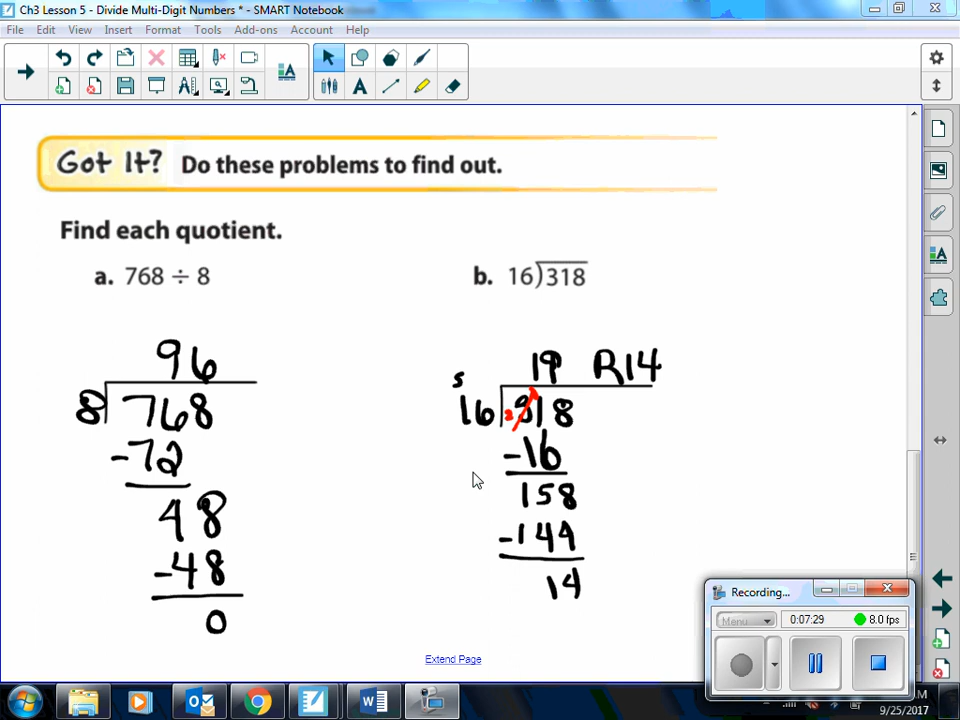 Ch3 Lesson 5 - Divide Multi-Digit Numbers * - SMART Notebook
File Edit View Insert Format Tools Add-ons Account Help
Got It? Do these problems to find out.
Find each quotient.
a. 768 ÷ 8
b. 16)318
96
8 768
-72
48
-48
0
5
19 R14
16 318
2
-16
158
-144
14
Extend Page
Recording...
Menu
0:07:29
8.0 fps
9/25/2017